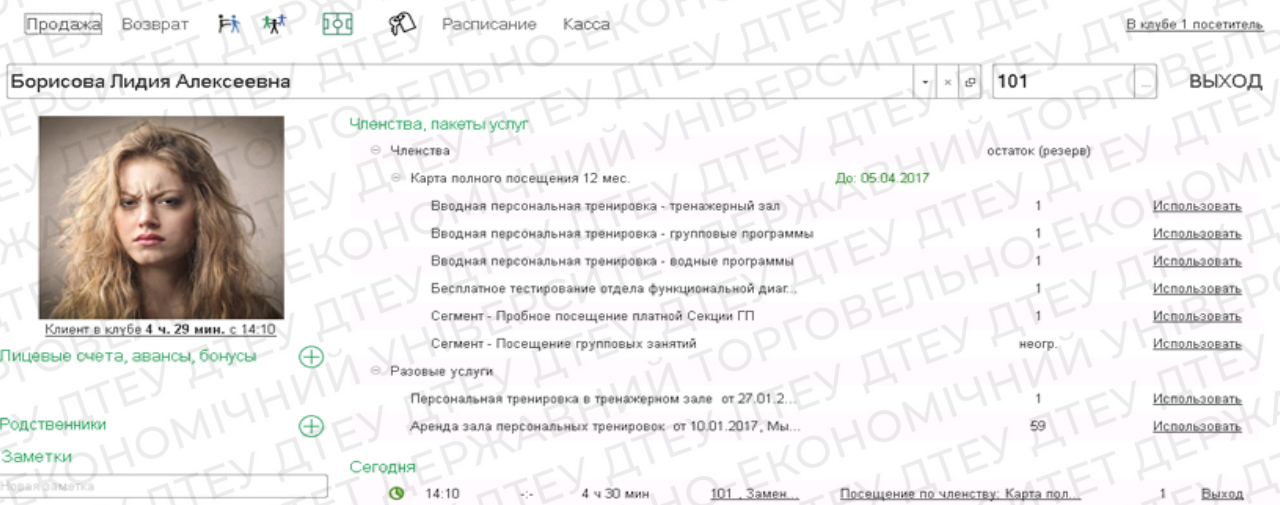 Продажа Возврат Расписание Касса В клубе 1 посетитель
Борисова Лидия Алексеевна 101 ... ВЫХОД
Членства, пакеты услуг
Членства остаток (резерв)
Карта полного посещения 12 мес. До: 05.04.2017
Вводная персональная тренировка - тренажерный зал 1 Использовать
Вводная персональная тренировка - групповые программы 1 Использовать
Вводная персональная тренировка - водные программы 1 Использовать
Бесплатное тестирование отдела функциональной диаг... 1 Использовать
Сегмент - Пробное посещение платной Секции ГП 1 Использовать
Клиент в клубе 4 ч. 29 мин. с 14:10
Сегмент - Посещение групповых занятий неогр. Использовать
Лицевые счета, авансы, бонусы
Разовые услуги
Персональная тренировка в тренажерном зале от 27.01.2... 1 Использовать
Родственники
Аренда зала персональных тренировок от 10.01.2017, Мы... 59 Использовать
Заметки
Сегодня
Новая заметка
14:10 -:- 4 ч 30 мин 101 , Замен... Посещение по членству: Карта пол... 1 Выход